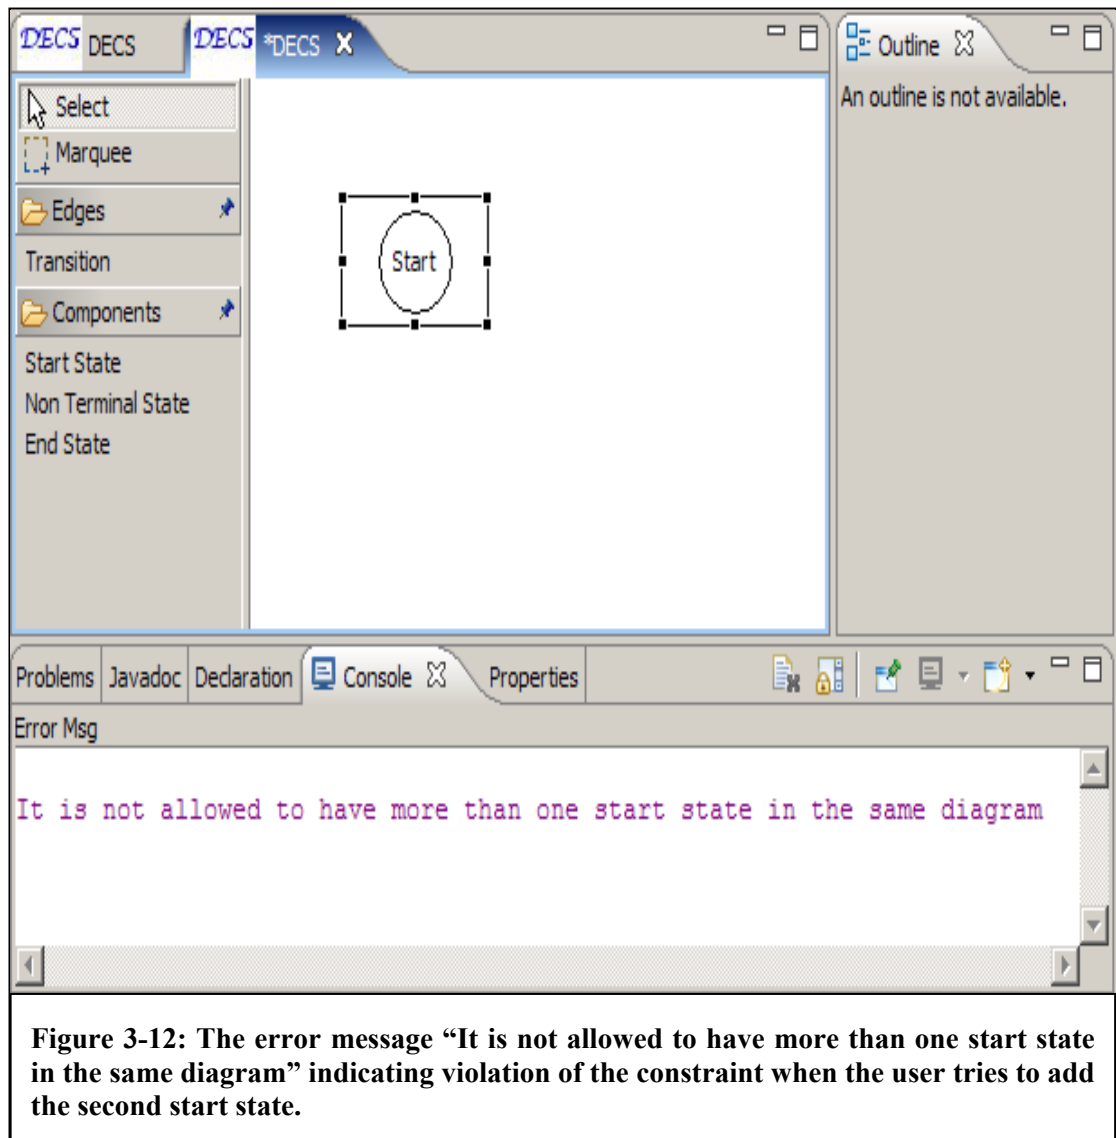 DECS DECS DECS *DECS
Outline
An outline is not available.
Select
Marquee
Edges
Transition
Components
Start State
Non Terminal State
End State
Start
Problems Javadoc Declaration Console Properties
Error Msg
It is not allowed to have more than one start state in the same diagram
Figure 3-12: The error message “It is not allowed to have more than one start state
in the same diagram” indicating violation of the constraint when the user tries to add
the second start state.